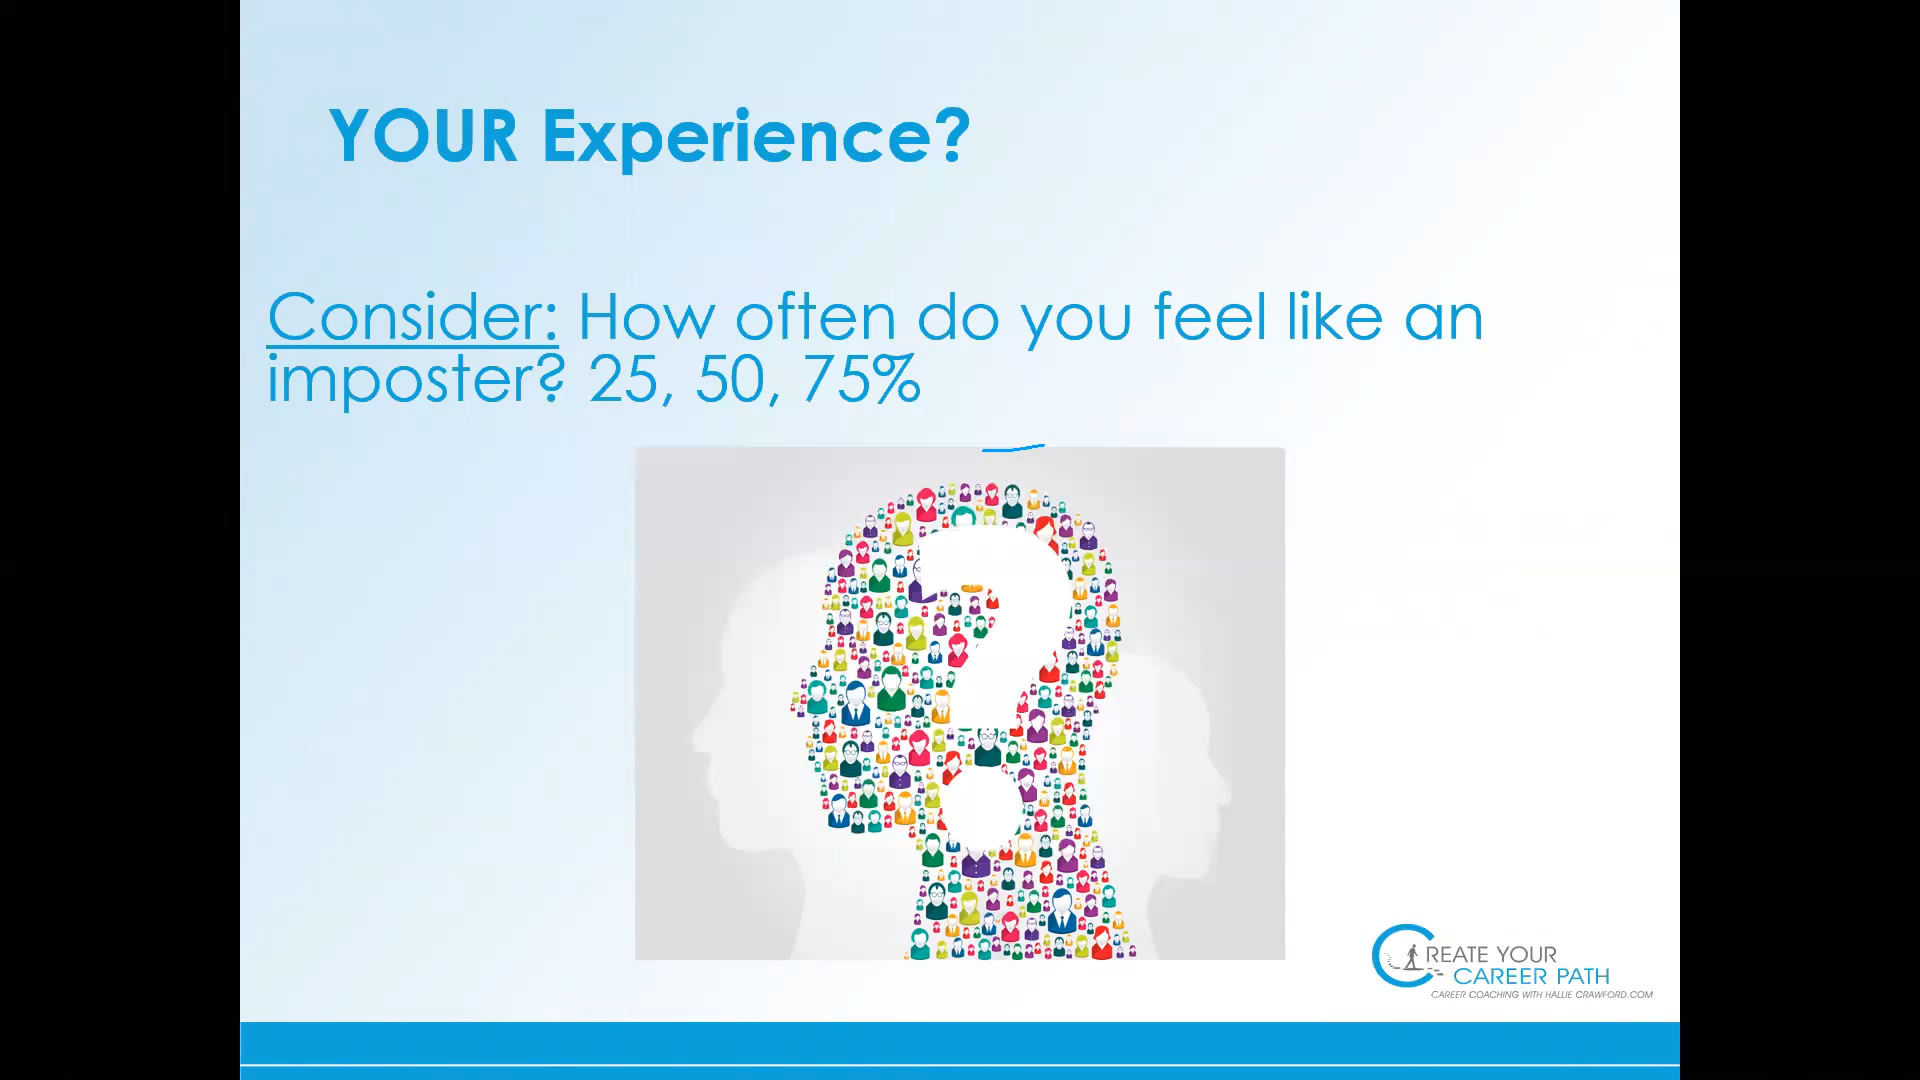 YOUR Experience?
Consider: How often do you feel like an
imposter? 25, 50, 75%
CREATE YOUR
CAREER PATH
CAREER COACHING WITH HALLIE CRAWFORD.COM